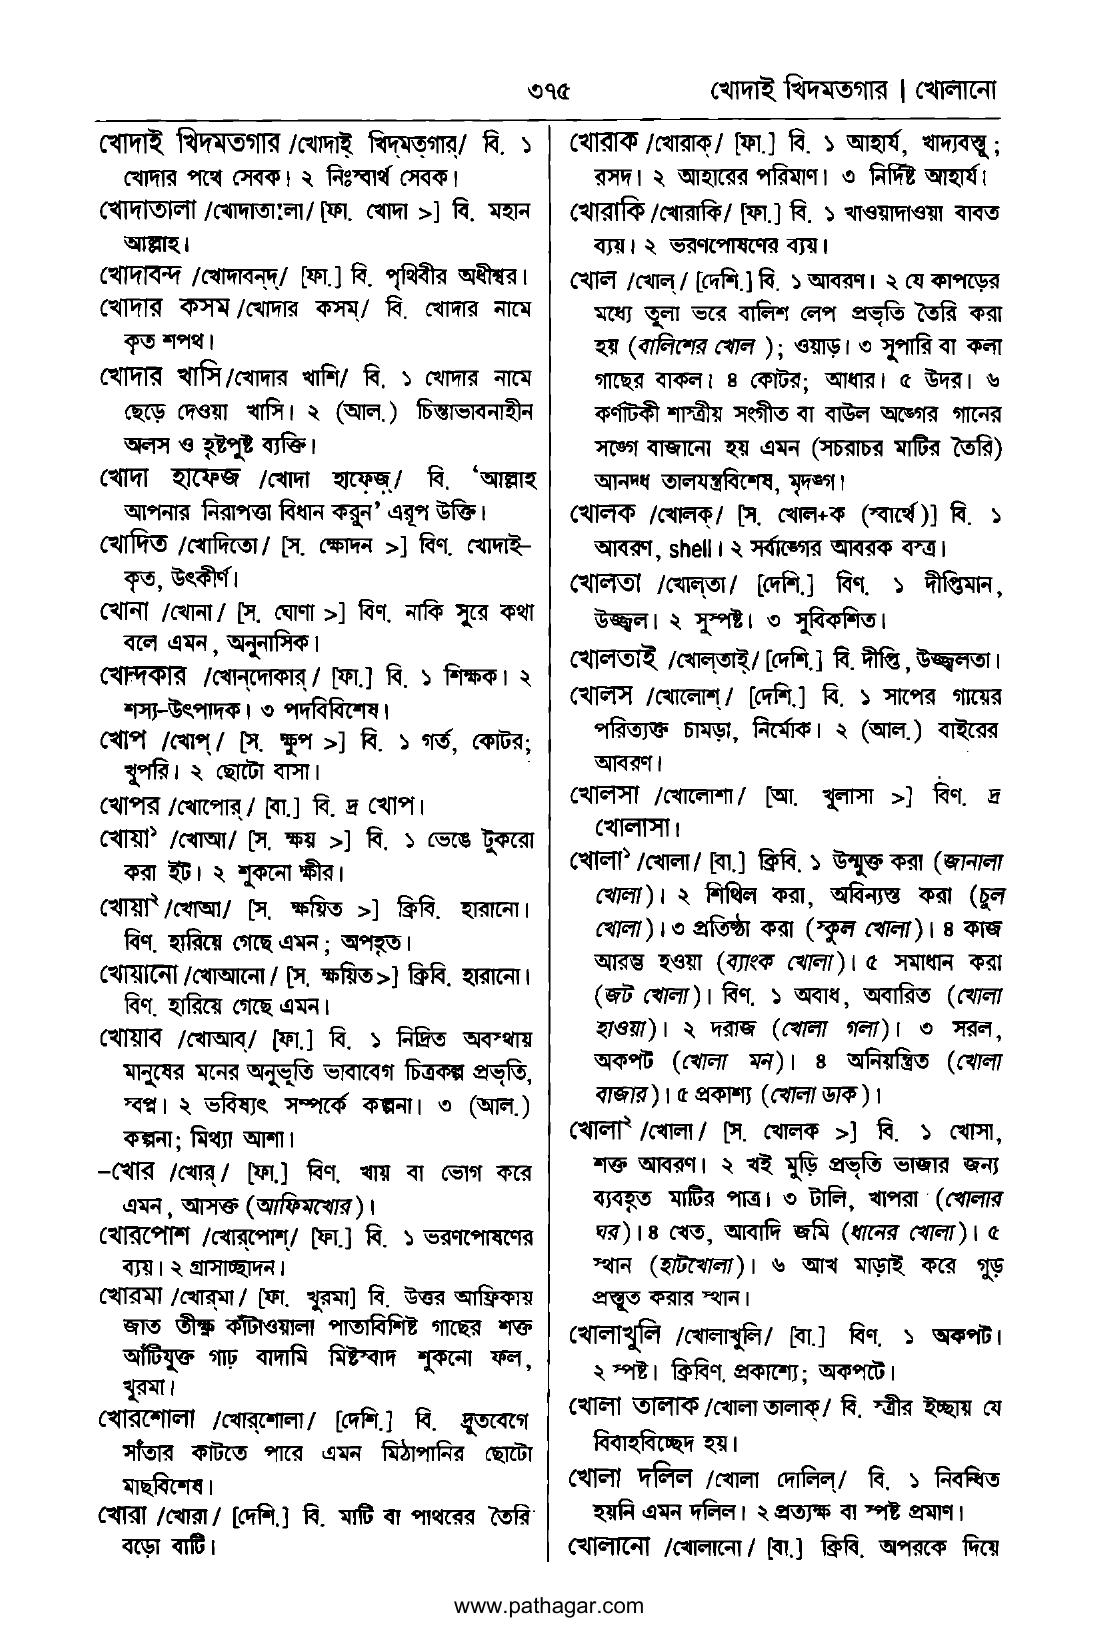 ৩৭৫
খোদাই খিদমতগার | খোলানো
খোদাই খিদমতগার /খোদাই্ খিদ্‌মত্‌গার্/ বি. ১
খোদার পথে সেবক। ২ নিঃস্বার্থ সেবক।
খোদাতালা /খোদাতা:লা/ [ফা. খোদা >] বি. মহান
আল্লাহ।
খোদাবন্দ /খোদাবন্‌দ্/ [ফা.] বি. পৃথিবীর অধীশ্বর।
খোদার কসম /খোদার কসম্/ বি. খোদার নামে
কৃত শপথ।
খোদার খাসি /খোদার খাশি/ বি. ১ খোদার নামে
ছেড়ে দেওয়া খাসি। ২ (আল.) চিন্তাভাবনাহীন
অলস ও হৃষ্টপুষ্ট ব্যক্তি।
খোদা হাফেজ /খোদা হাফেজ়্/ বি. ‘আল্লাহ
আপনার নিরাপত্তা বিধান করুন’ এরূপ উক্তি।
খোদিত /খোদিতো/ [স. ক্ষোদন >] বিণ. খোদাই-
কৃত, উৎকীর্ণ।
খোনা /খোনা/ [স. ঘোণা >] বিণ. নাকি সুরে কথা
বলে এমন, অনুনাসিক।
খোন্দকার /খোন্‌দোকার্/ [ফা.] বি. ১ শিক্ষক। ২
শস্য-উৎপাদক। ৩ পদবিবিশেষ।
খোপ /খোপ্/ [স. ক্ষুপ >] বি. ১ গর্ত, কোটর;
খুপরি। ২ ছোটো বাসা।
খোপর /খোপোর্/ [বা.] বি. দ্র খোপ।
খোয়া১ /খোআ/ [স. ক্ষয় >] বি. ১ ভেঙে টুকরো
করা ইট। ২ শুকনো ক্ষীর।
খোয়া২ /খোআ/ [স. ক্ষয়িত >] ক্রিবি. হারানো।
বিণ. হারিয়ে গেছে এমন; অপহৃত।
খোয়ানো /খোআনো/ [স. ক্ষয়িত>] ক্রিবি. হারানো।
বিণ. হারিয়ে গেছে এমন।
খোয়াব /খোআব্/ [ফা.] বি. ১ নিদ্রিত অবস্থায়
মানুষের মনের অনুভূতি ভাবাবেগ চিত্রকল্প প্রভৃতি,
স্বপ্ন। ২ ভবিষ্যৎ সম্পর্কে কল্পনা। ৩ (আল.)
কল্পনা; মিথ্যা আশা।
-খোর /খোর্/ [ফা.] বিণ. খায় বা ভোগ করে
এমন, আসক্ত (আফিমখোর)।
খোরপোশ /খোর্‌পোশ্/ [ফা.] বি. ১ ভরণপোষণের
ব্যয়। ২ গ্রাসাচ্ছাদন।
খোরমা /খোর্‌মা/ [ফা. খুরমা] বি. উত্তর আফ্রিকায়
জাত তীক্ষ্ণ কাঁটাওয়ালা পাতাবিশিষ্ট গাছের শক্ত
আঁটিযুক্ত গাঢ় বাদামি মিষ্টস্বাদ শুকনো ফল,
খুরমা।
খোরশোলা /খোর্‌শোলা/ [দেশি.] বি. দ্রুতবেগে
সাঁতার কাটতে পারে এমন মিঠাপানির ছোটো
মাছবিশেষ।
খোরা /খোরা/ [দেশি.] বি. মাটি বা পাথরের তৈরি
বড়ো বাটি।
খোরাক /খোরাক্/ [ফা.] বি. ১ আহার্য, খাদ্যবস্তু;
রসদ। ২ আহারের পরিমাণ। ৩ নির্দিষ্ট আহার্য।
খোরাকি /খোরাকি/ [ফা.] বি. ১ খাওয়াদাওয়া বাবত
ব্যয়। ২ ভরণপোষণের ব্যয়।
খোল /খোল্/ [দেশি.] বি. ১ আবরণ। ২ যে কাপড়ের
মধ্যে তুলা ভরে বালিশ লেপ প্রভৃতি তৈরি করা
হয় (বালিশের খোল ); ওয়াড়। ৩ সুপারি বা কলা
গাছের বাকল। ৪ কোটর; আধার। ৫ উদর। ৬
কর্ণাটকী শাস্ত্রীয় সংগীত বা বাউল অঙ্গের গানের
সঙ্গে বাজানো হয় এমন (সচরাচর মাটির তৈরি)
আনদ্ধ তালযন্ত্রবিশেষ, মৃদঙ্গ।
খোলক /খোলক্/ [স. খোল+ক (স্বার্থে)] বি. ১
আবরণ, shell। ২ সর্বাঙ্গের আবরক বস্ত্র।
খোলতা /খোল্‌তা/ [দেশি.] বিণ. ১ দীপ্তিমান,
উজ্জ্বল। ২ সুস্পষ্ট। ৩ সুবিকশিত।
খোলতাই /খোল্‌তাই্/ [দেশি.] বি. দীপ্তি, উজ্জ্বলতা।
খোলস /খোলোশ্/ [দেশি.] বি. ১ সাপের গায়ের
পরিত্যক্ত চামড়া, নির্মোক। ২ (আল.) বাইরের
আবরণ।
খোলসা /খোলোশা/ [আ. খুলাসা >] বিণ. দ্র
খোলাসা।
খোলা১ /খোলা/ [বা.] ক্রিবি. ১ উন্মুক্ত করা (জানালা
খোলা)। ২ শিথিল করা, অবিন্যস্ত করা (চুল
খোলা)। ৩ প্রতিষ্ঠা করা (স্কুল খোলা)। ৪ কাজ
আরম্ভ হওয়া (ব্যাংক খোলা)। ৫ সমাধান করা
(জট খোলা)। বিণ. ১ অবাধ, অবারিত (খোলা
হাওয়া)। ২ দরাজ (খোলা গলা)। ৩ সরল,
অকপট (খোলা মন)। ৪ অনিয়ন্ত্রিত (খোলা
বাজার)। ৫ প্রকাশ্য (খোলা ডাক)।
খোলা২ /খোলা/ [স. খোলক >] বি. ১ খোসা,
শক্ত আবরণ। ২ খই মুড়ি প্রভৃতি ভাজার জন্য
ব্যবহৃত মাটির পাত্র। ৩ টালি, খাপরা (খোলার
ঘর)। ৪ খেত, আবাদি জমি (ধানের খোলা)। ৫
স্থান (হাটখোলা)। ৬ আখ মাড়াই করে গুড়
প্রস্তুত করার স্থান।
খোলাখুলি /খোলাখুলি/ [বা.] বিণ. ১ অকপট।
২ স্পষ্ট। ক্রিবিণ. প্রকাশ্যে; অকপটে।
খোলা তালাক /খোলা তালাক্/ বি. স্ত্রীর ইচ্ছায় যে
বিবাহবিচ্ছেদ হয়।
খোলা দলিল /খোলা দোলিল্/ বি. ১ নিবন্ধিত
হয়নি এমন দলিল। ২ প্রত্যক্ষ বা স্পষ্ট প্রমাণ।
খোলানো /খোলানো/ [বা.] ক্রিবি. অপরকে দিয়ে
www.pathagar.com